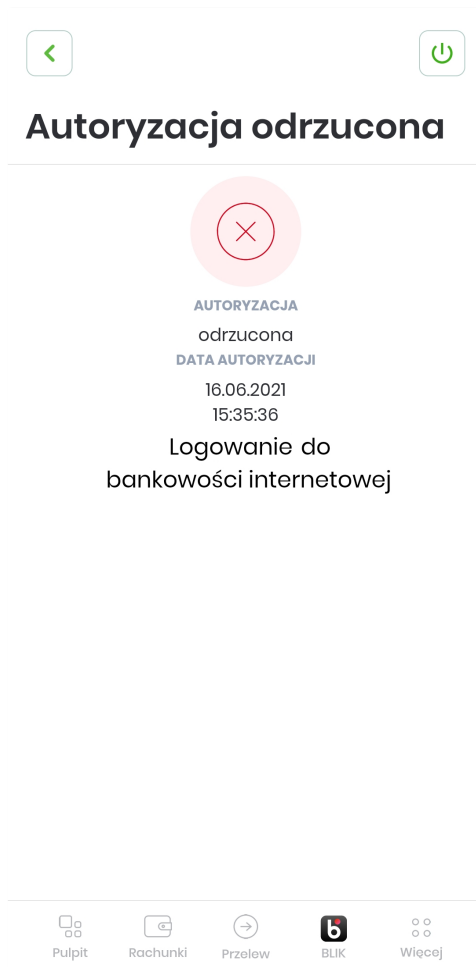 Autoryzacja odrzucona
AUTORYZACJA
odrzucona
DATA AUTORYZACJI
16.06.2021
15:35:36
Logowanie do
bankowości internetowej
Pulpit Rachunki Przelew BLIK Więcej